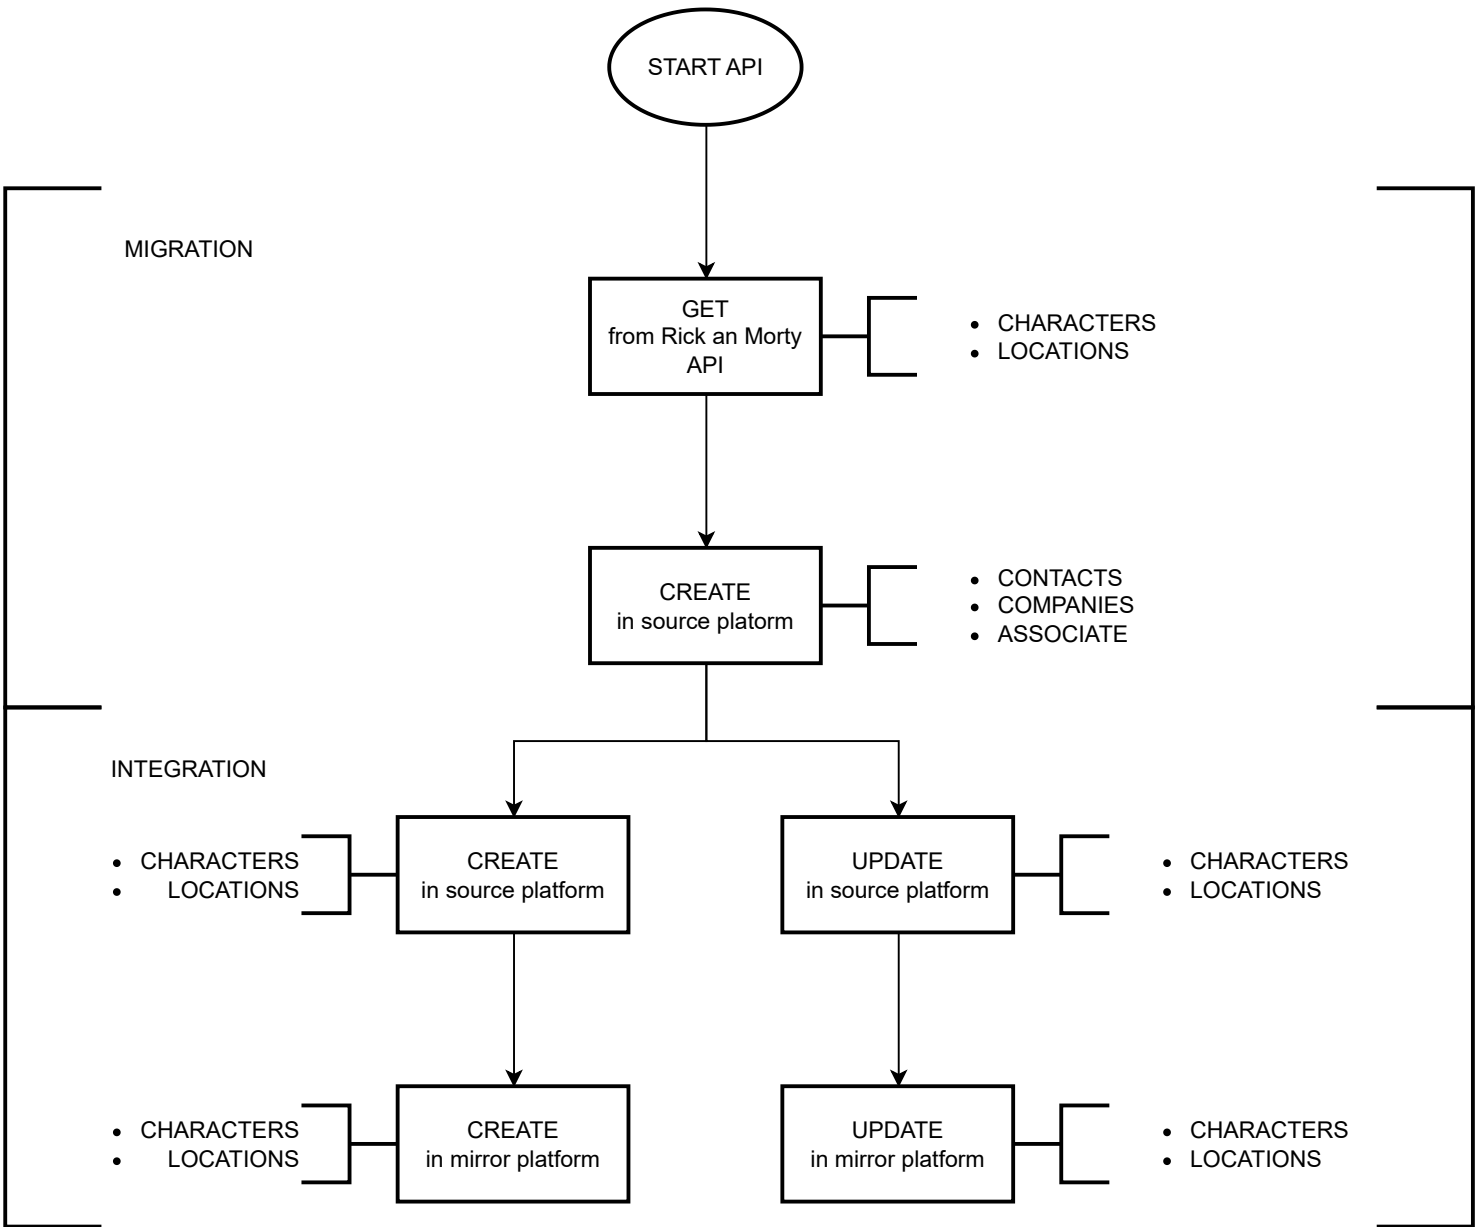 START API
MIGRATION
GET
from Rick an Morty
API
• CHARACTERS
• LOCATIONS
CREATE
in source platorm
• CONTACTS
• COMPANIES
• ASSOCIATE
INTEGRATION
• CHARACTERS
• LOCATIONS
CREATE
in source platform
UPDATE
in source platform
• CHARACTERS
• LOCATIONS
• CHARACTERS
• LOCATIONS
CREATE
in mirror platform
UPDATE
in mirror platform
• CHARACTERS
• LOCATIONS